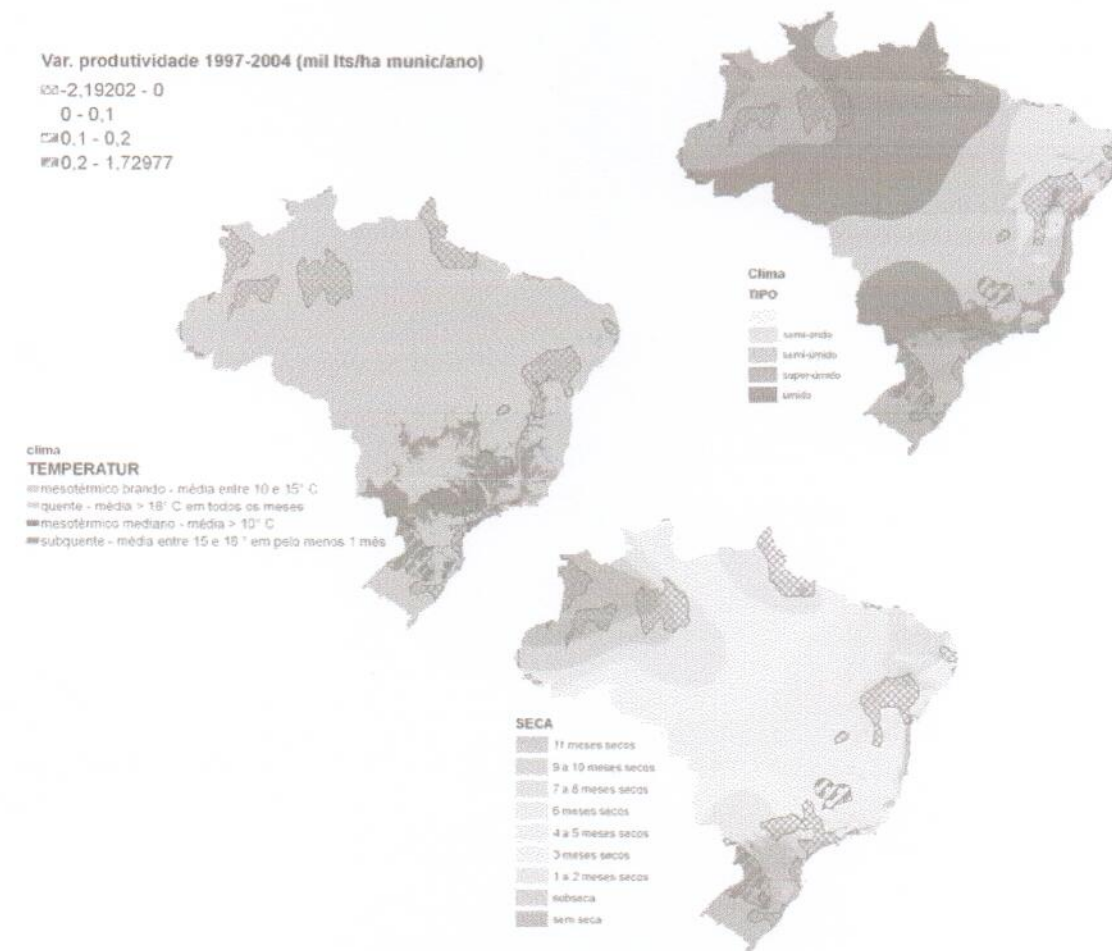 Var. produtividade 1997-2004 (mil lts/ha munic/ano)
-2,19202 - 0
0 - 0,1
0,1 - 0,2
0,2 - 1,72977
Clima
TIPO
semi-árido
semi-úmido
super-úmido
úmido
clima
TEMPERATUR
mesotérmico brando - média entre 10 e 15° C
quente - média > 18° C em todos os meses
mesotérmico mediano - média > 10° C
subquente - média entre 15 e 18 ° em pelo menos 1 mês
SECA
11 meses secos
9 a 10 meses secos
7 a 8 meses secos
6 meses secos
4 a 5 meses secos
3 meses secos
1 a 2 meses secos
subseca
sem seca